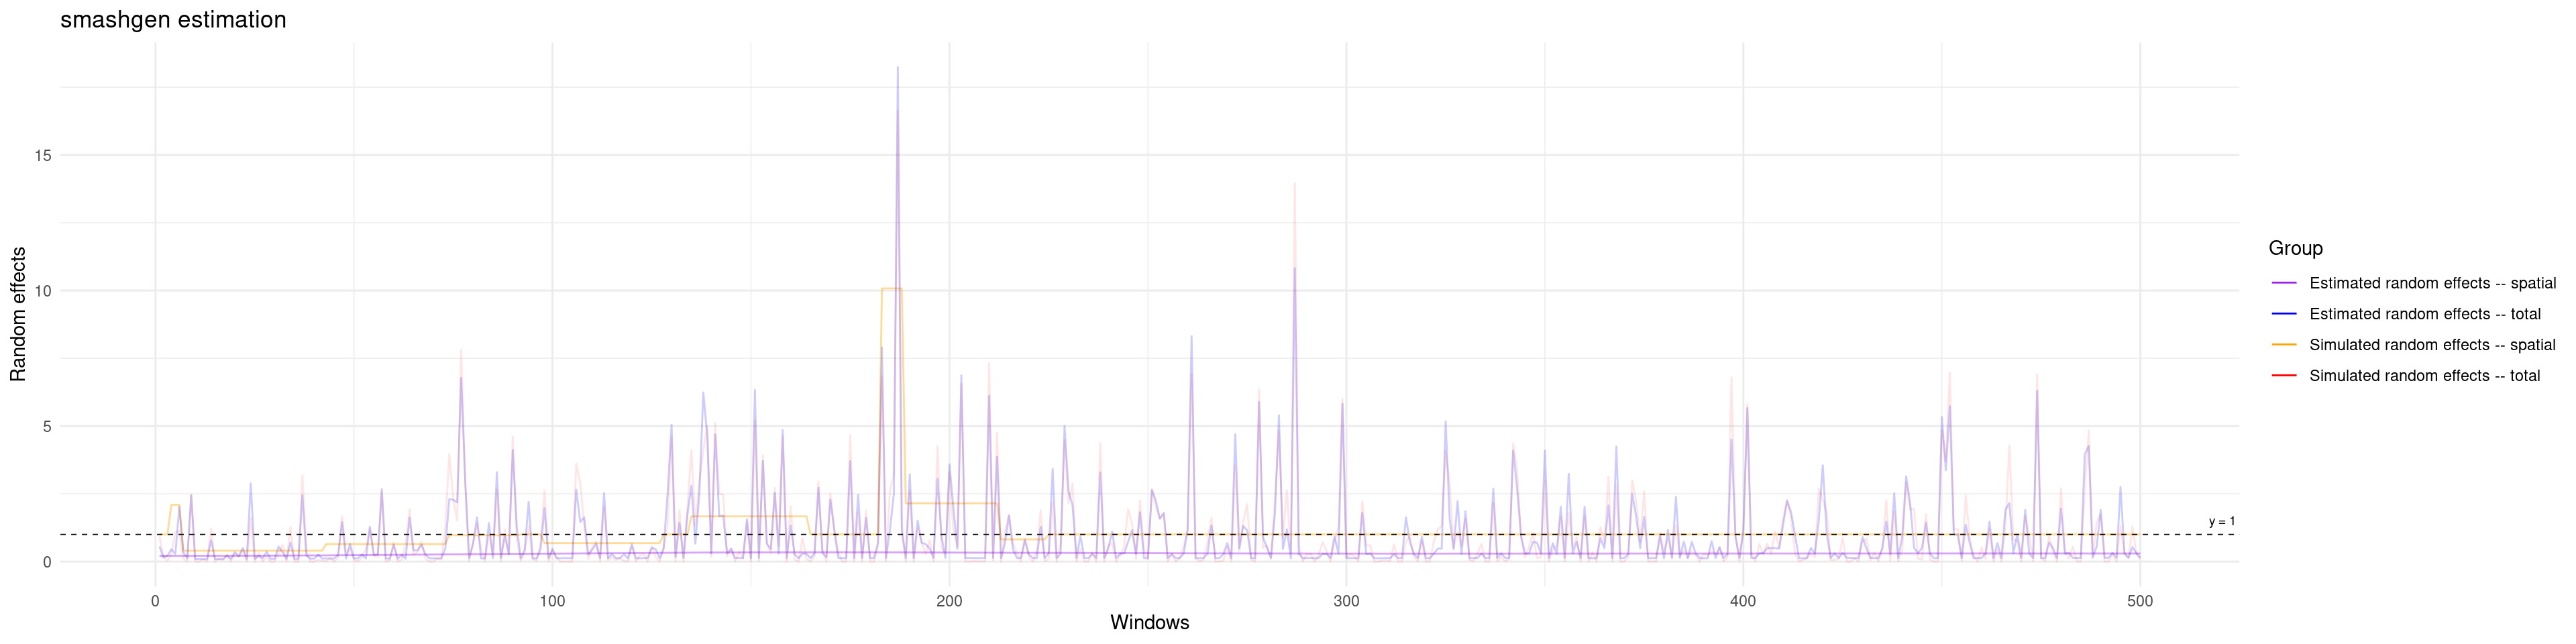 smashgen estimation
Random effects
15
10
5
0
y = 1
0
100
200
300
400
500
Windows
Group
Estimated random effects -- spatial
Estimated random effects -- total
Simulated random effects -- spatial
Simulated random effects -- total